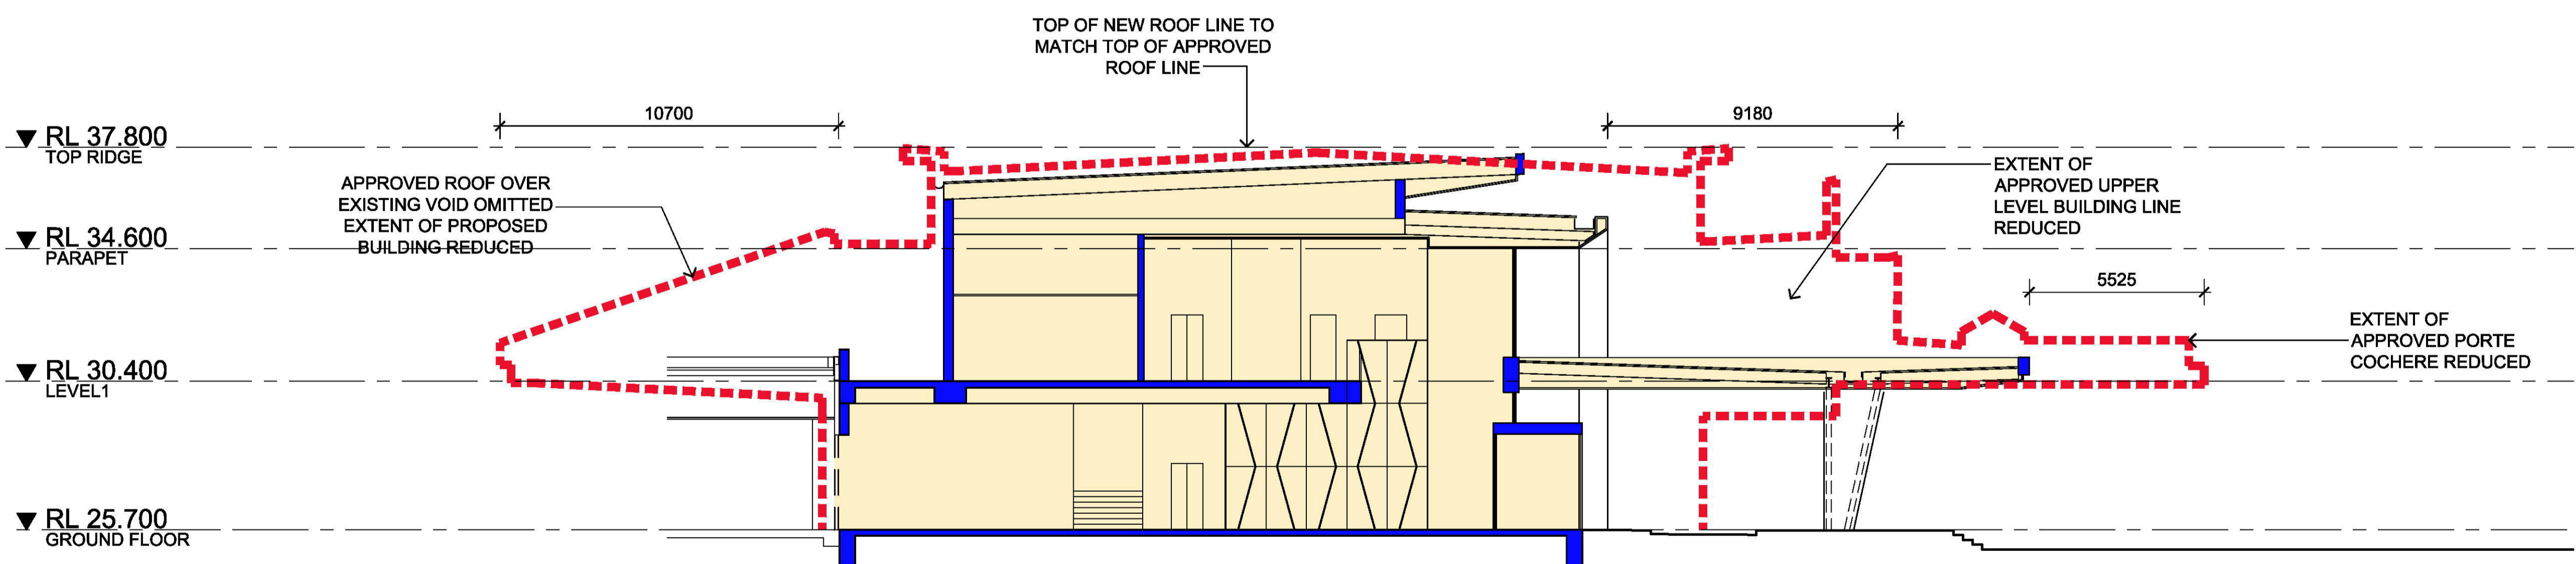 TOP OF NEW ROOF LINE TO
MATCH TOP OF APPROVED
ROOF LINE
10700
9180
RL 37.800
TOP RIDGE
APPROVED ROOF OVER
EXISTING VOID OMITTED
EXTENT OF PROPOSED
BUILDING REDUCED
EXTENT OF
APPROVED UPPER
LEVEL BUILDING LINE
REDUCED
RL 34.600
PARAPET
5525
EXTENT OF
APPROVED PORTE
COCHERE REDUCED
RL 30.400
LEVEL1
RL 25.700
GROUND FLOOR